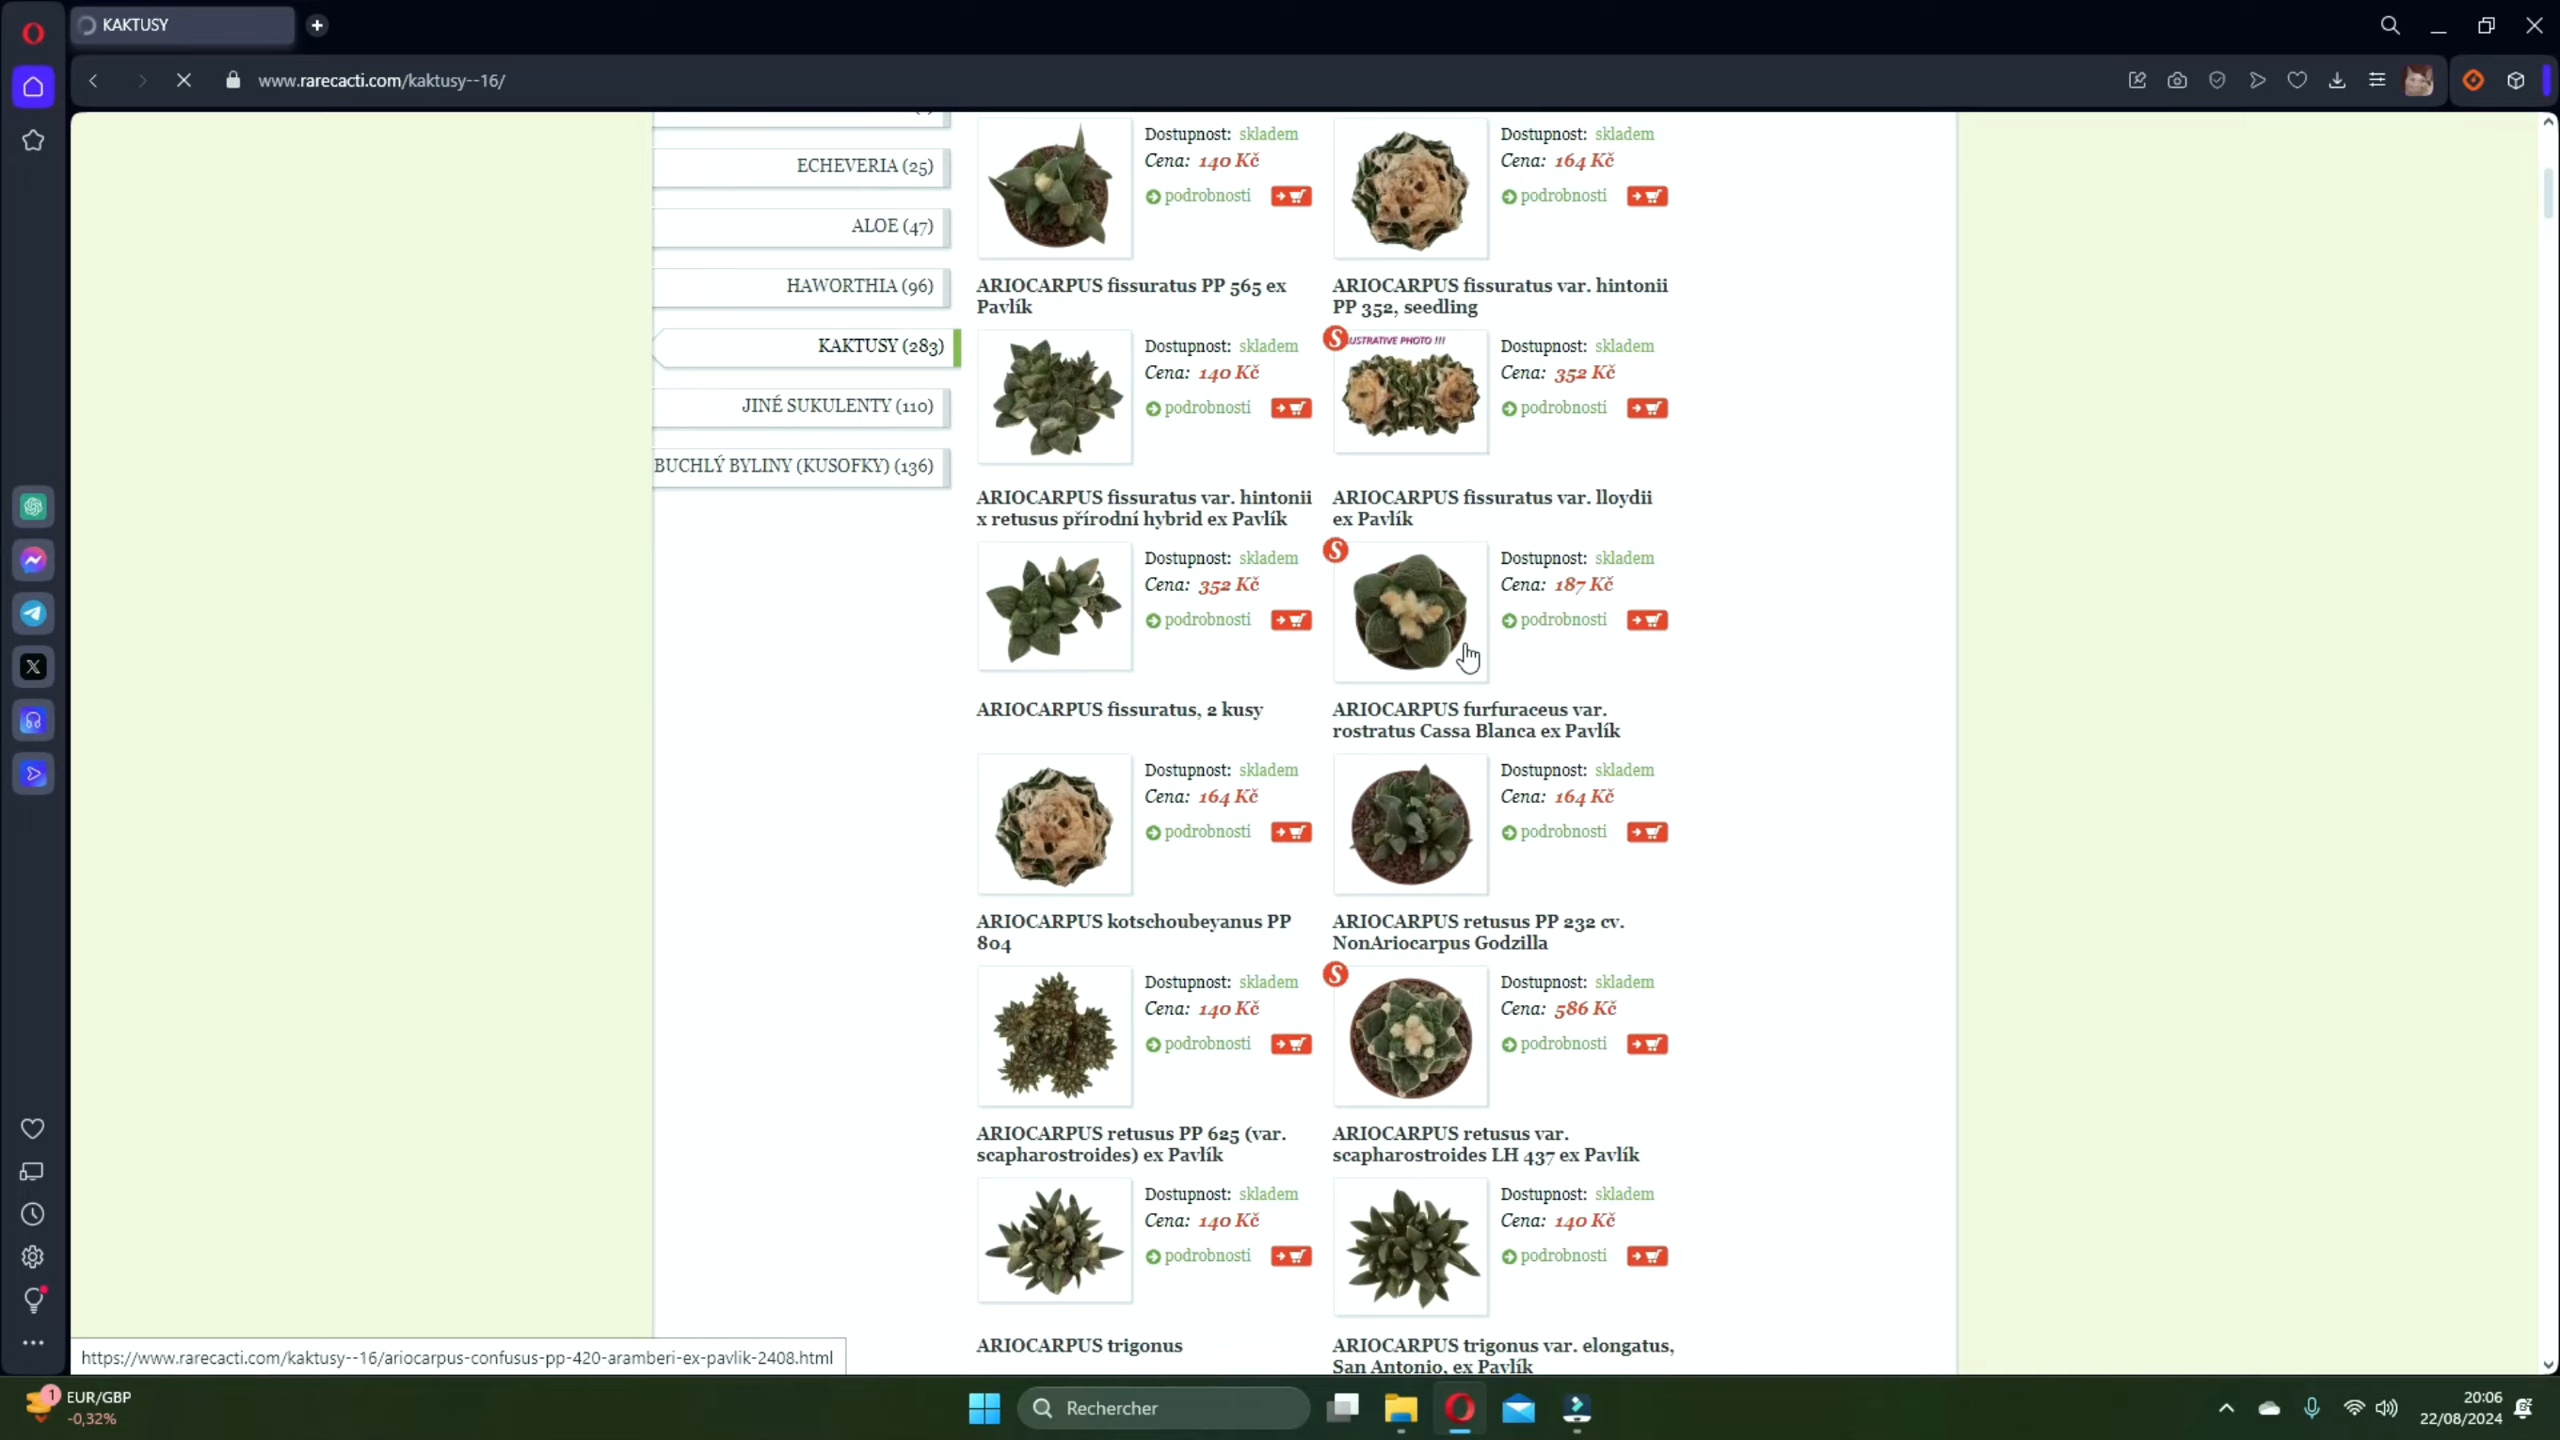 KAKTUSY
www.rarecacti.com/kaktusy--16/
ECHEVERIA (25)
ALOE (47)
HAWORTHIA (96)
KAKTUSY (283)
JINÉ SUKULENTY (110)
BUCHLÝ BYLINY (KUSOFKY) (136)
Dostupnost: skladem
Cena: 140 Kč
podrobnosti
Dostupnost: skladem
Cena: 164 Kč
podrobnosti
ARIOCARPUS fissuratus PP 565 ex
Pavlík
ARIOCARPUS fissuratus var. hintonii
PP 352, seedling
Dostupnost: skladem
Cena: 140 Kč
podrobnosti
S
USTRATIVE PHOTO !!!
Dostupnost: skladem
Cena: 352 Kč
podrobnosti
ARIOCARPUS fissuratus var. hintonii
x retusus přírodní hybrid ex Pavlík
ARIOCARPUS fissuratus var. lloydii
ex Pavlík
Dostupnost: skladem
Cena: 352 Kč
podrobnosti
S
Dostupnost: skladem
Cena: 187 Kč
podrobnosti
ARIOCARPUS fissuratus, 2 kusy
ARIOCARPUS furfuraceus var.
rostratus Cassa Blanca ex Pavlík
Dostupnost: skladem
Cena: 164 Kč
podrobnosti
Dostupnost: skladem
Cena: 164 Kč
podrobnosti
ARIOCARPUS kotschoubeyanus PP
804
ARIOCARPUS retusus PP 232 cv.
NonAriocarpus Godzilla
Dostupnost: skladem
Cena: 140 Kč
podrobnosti
S
Dostupnost: skladem
Cena: 586 Kč
podrobnosti
ARIOCARPUS retusus PP 625 (var.
scapharostroides) ex Pavlík
ARIOCARPUS retusus var.
scapharostroides LH 437 ex Pavlík
Dostupnost: skladem
Cena: 140 Kč
podrobnosti
Dostupnost: skladem
Cena: 140 Kč
podrobnosti
ARIOCARPUS trigonus
ARIOCARPUS trigonus var. elongatus,
San Antonio, ex Pavlík
https://www.rarecacti.com/kaktusy--16/ariocarpus-confusus-pp-420-aramberi-ex-pavlik-2408.html
1
EUR/GBP
-0,32%
Rechercher
20:06
22/08/2024